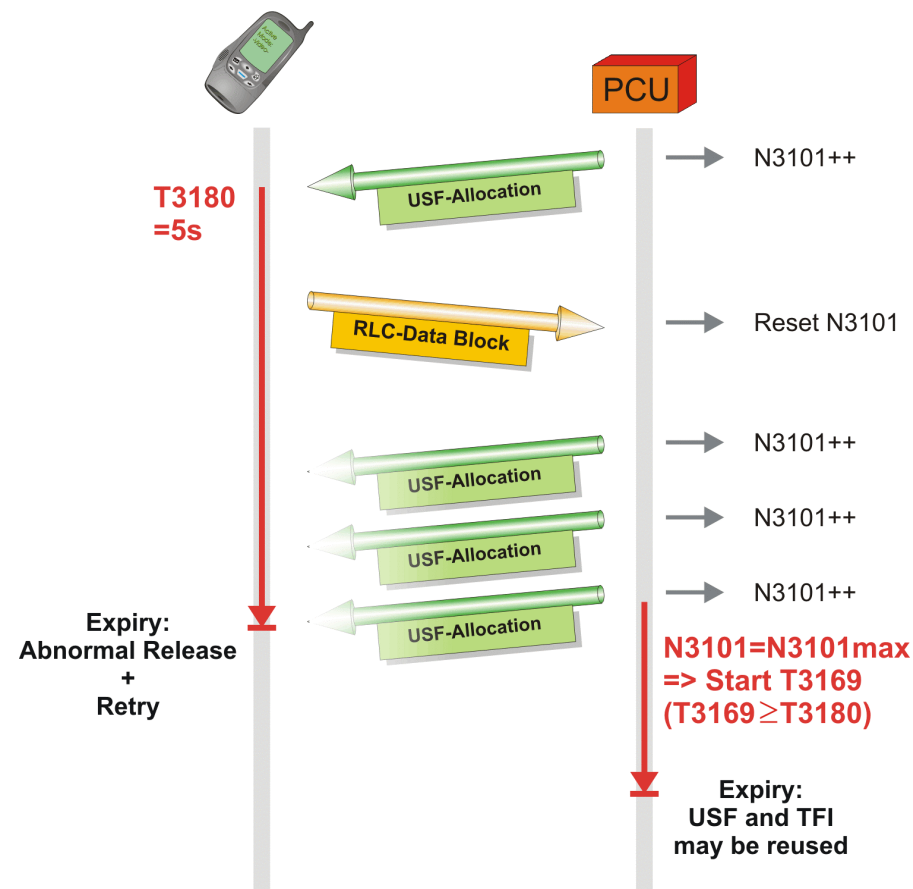 PCU
N3101++
USF-Allocation
T3180
=5s
RLC-Data Block
Reset N3101
N3101++
USF-Allocation
N3101++
USF-Allocation
N3101++
USF-Allocation
Expiry:
Abnormal Release
+
Retry
N3101=N3101max
=> Start T3169
(T3169≥T3180)
Expiry:
USF and TFI
may be reused